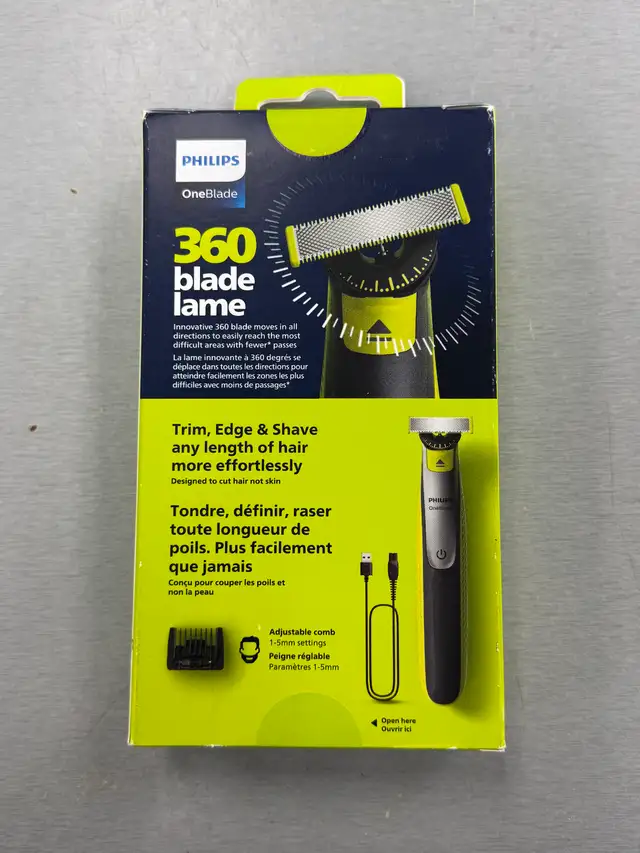 PHILIPS
OneBlade
360
blade
lame
Innovative 360 blade moves in all
directions to easily reach the most
difficult areas with fewer* passes
La lame innovante à 360 degrés se
déplace dans toutes les directions pour
atteindre facilement les zones les plus
difficiles avec moins de passages*
Trim, Edge & Shave
any length of hair
more effortlessly
Designed to cut hair not skin
Tondre, définir, raser
toute longueur de
poils. Plus facilement
que jamais
Conçu pour couper les poils et
non la peau
PHILIPS
OneBlade
Adjustable comb
1-5mm settings
Peigne réglable
Paramètres 1-5mm
Open here
Ouvrir ici